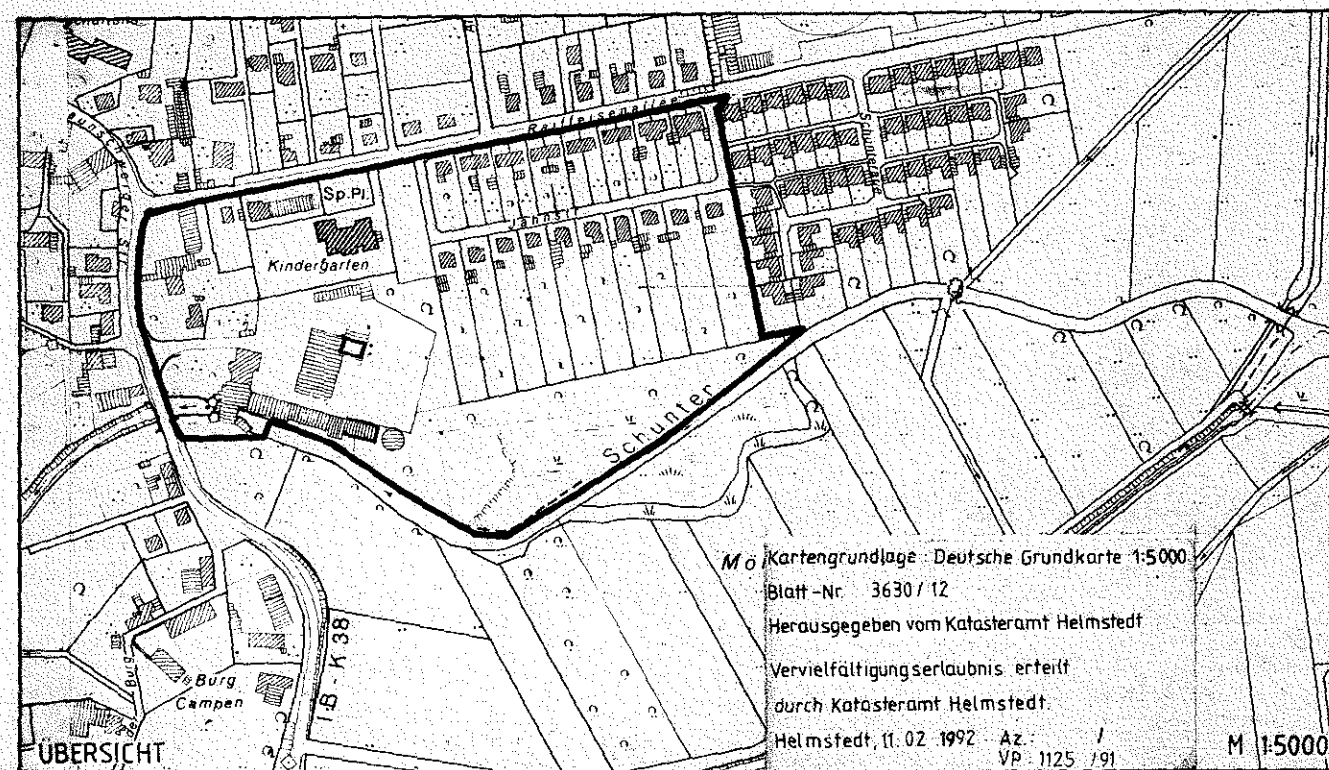 Raiffeisenallee
Sp.Pl.
Jahnstr.
Kindergarten
Schunter
Mö
Kartengrundlage : Deutsche Grundkarte 1:5000
Blatt-Nr. 3630 / 12
Herausgegeben vom Katasteramt Helmstedt
Vervielfältigungserlaubnis erteilt
durch Katasteramt Helmstedt.
Helmstedt, 11.02.1992 Az.: /
VP 1125 /91
I.B - K 38
Burg
Burg
Campen
ÜBERSICHT
M 1:5000